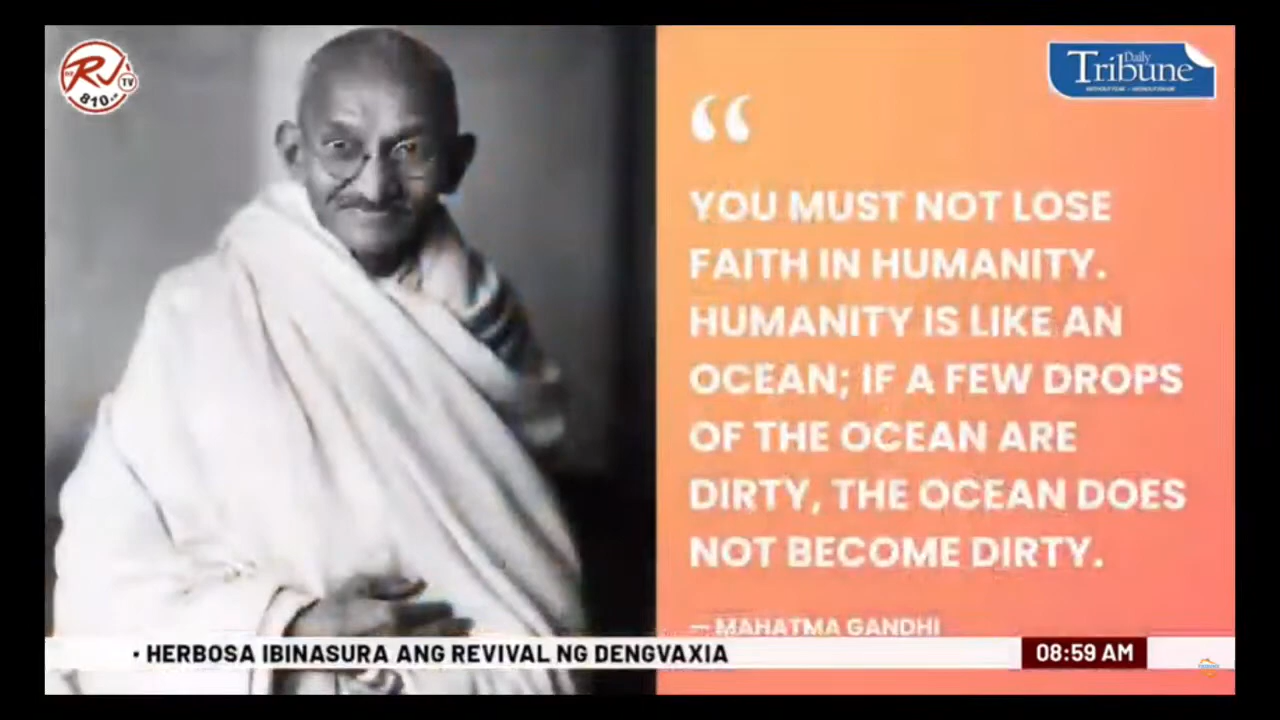 RJ
TV
810
Daily
Tribune
YOU MUST NOT LOSE
FAITH IN HUMANITY.
HUMANITY IS LIKE AN
OCEAN; IF A FEW DROPS
OF THE OCEAN ARE
DIRTY, THE OCEAN DOES
NOT BECOME DIRTY.
— MAHATMA GANDHI
• HERBOSA IBINASURA ANG REVIVAL NG DENGVAXIA
08:59 AM